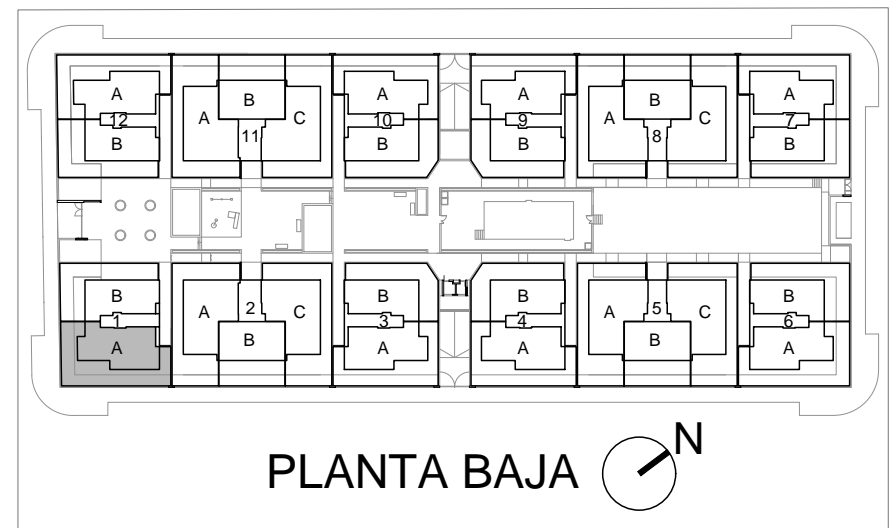 A B A A A B A
12 A 11 C 10 9 A 8 C 7
B B B B
B B B B
1 A 2 C 3 4 A 5 C 6
A B A A B A
PLANTA BAJA N